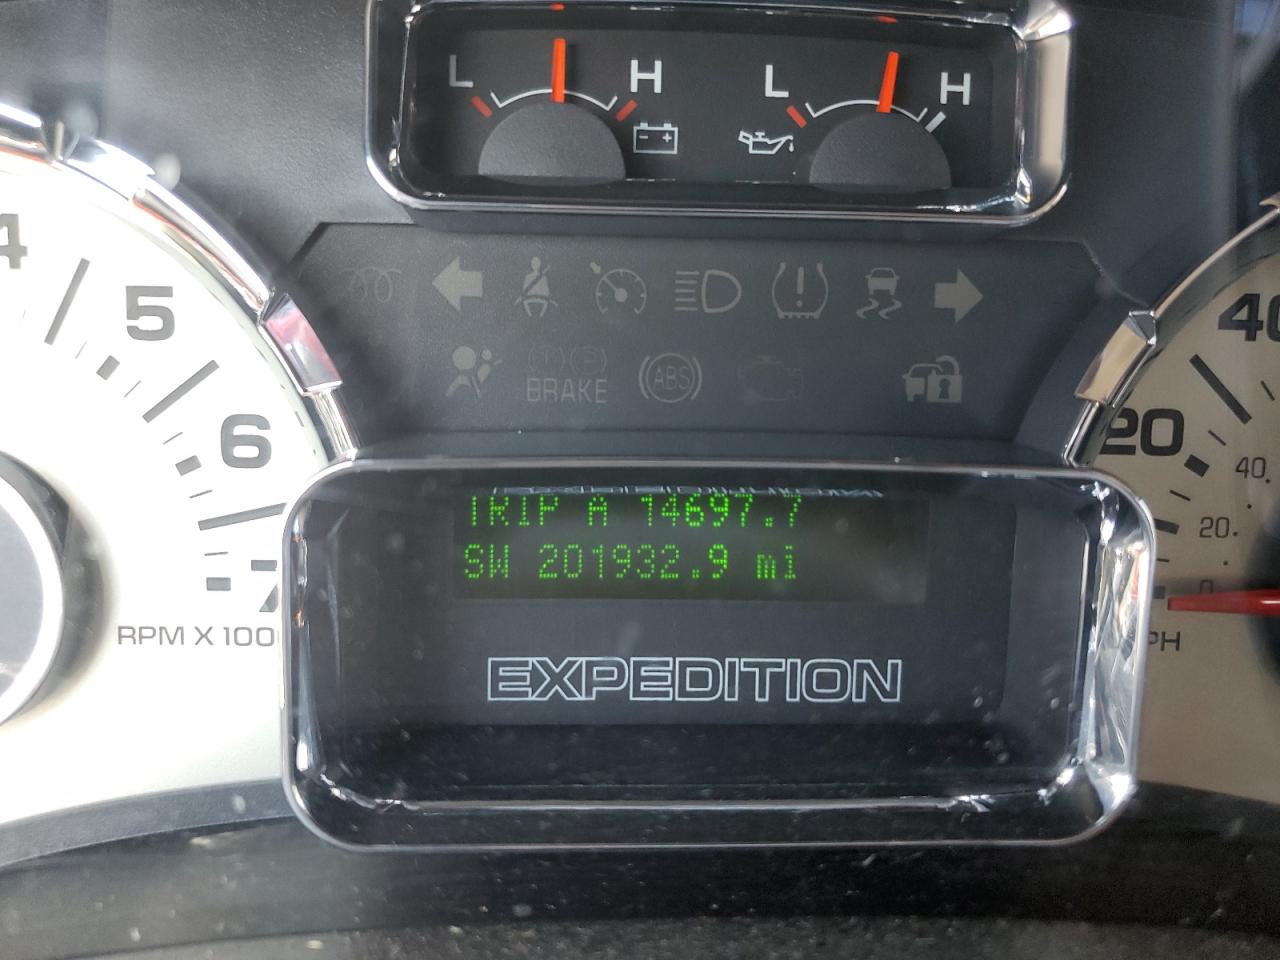 L H
L H
4
5
6
7
RPM X 100
BRAKE
ABS
40
20
40
20
0
PH
TRIP A 14697.7
SW 201932.9 mi
EXPEDITION